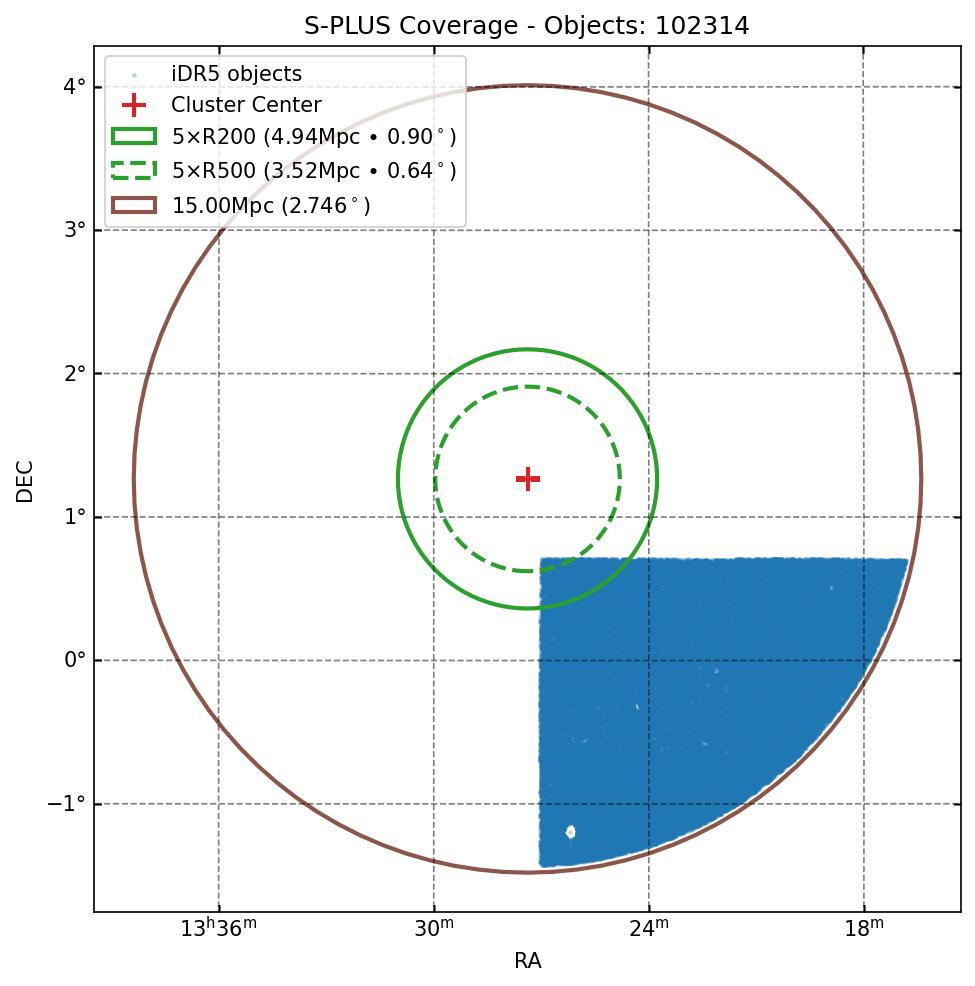 S-PLUS Coverage - Objects: 102314
iDR5 objects
Cluster Center
5×R200 (4.94Mpc • 0.90°)
5×R500 (3.52Mpc • 0.64°)
15.00Mpc (2.746°)
4°
3°
2°
1°
0°
−1°
DEC
13ʰ36ᵐ 30ᵐ 24ᵐ 18ᵐ
RA